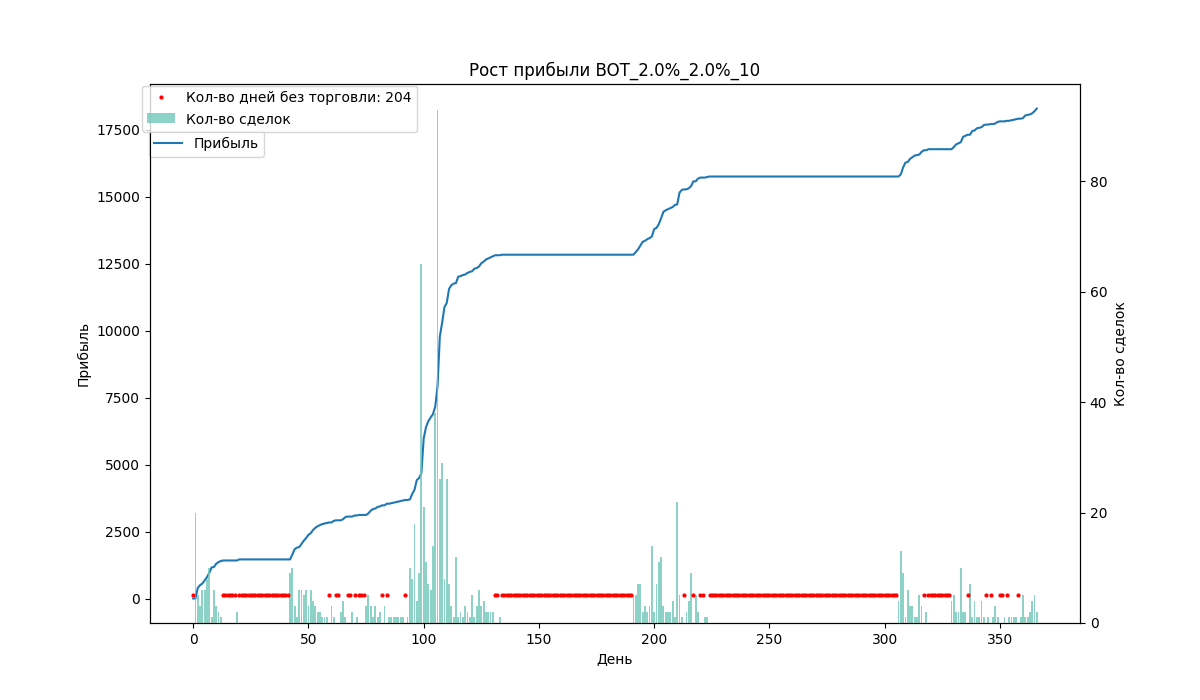 Рост прибыли BOT_2.0%_2.0%_10
Кол-во дней без торговли: 204
Кол-во сделок
Прибыль
17500
15000
12500
10000
7500
5000
2500
0
Прибыль
80
60
40
20
0
Кол-во сделок
0 50 100 150 200 250 300 350
День